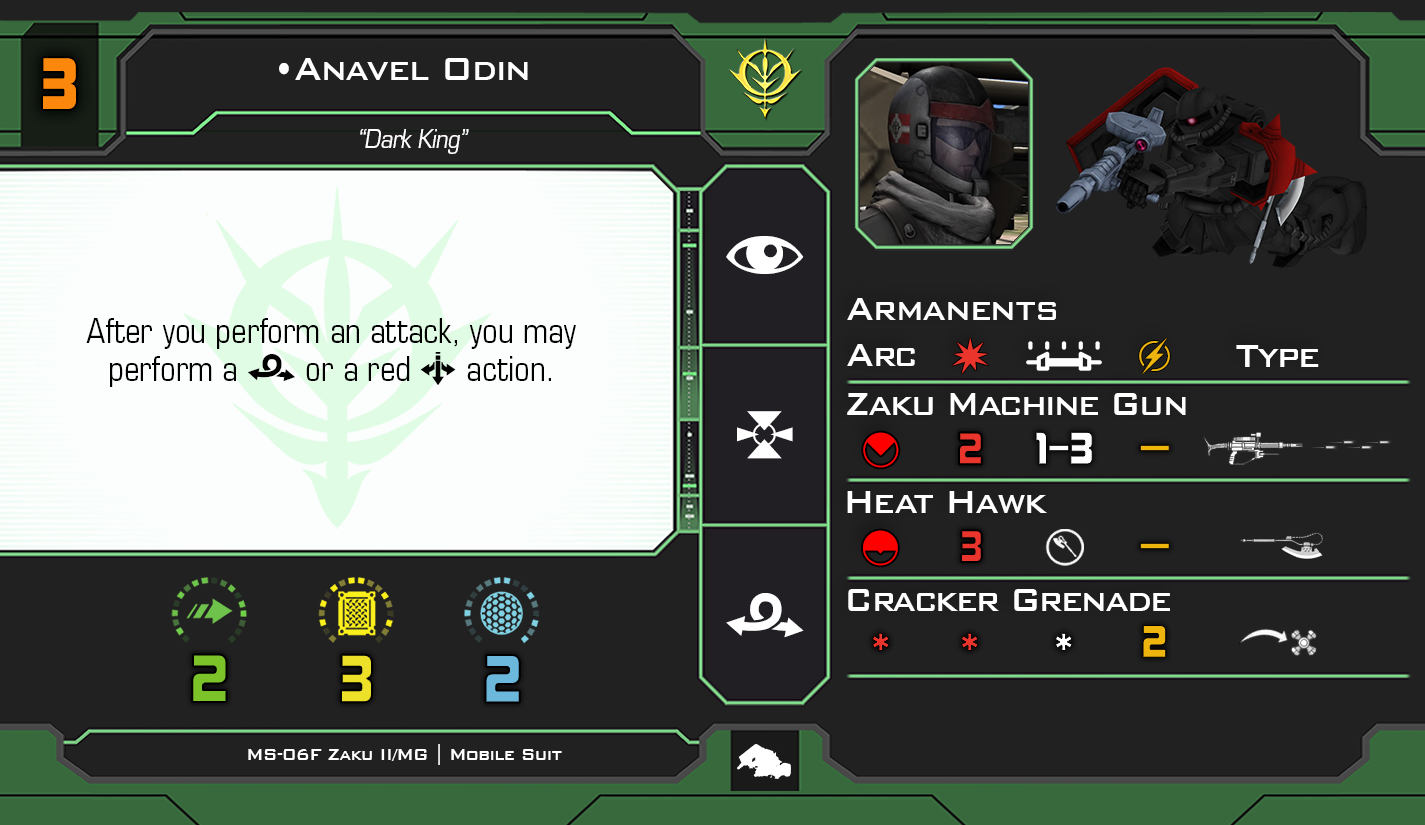 3
•Anavel Odin
“Dark King”
After you perform an attack, you may
perform a or a red action.
2 3 2
MS-06F Zaku II/MG | Mobile Suit
Armanents
Arc Type
Zaku Machine Gun
2 1–3 –
Heat Hawk
3 –
Cracker Grenade
* * * 2